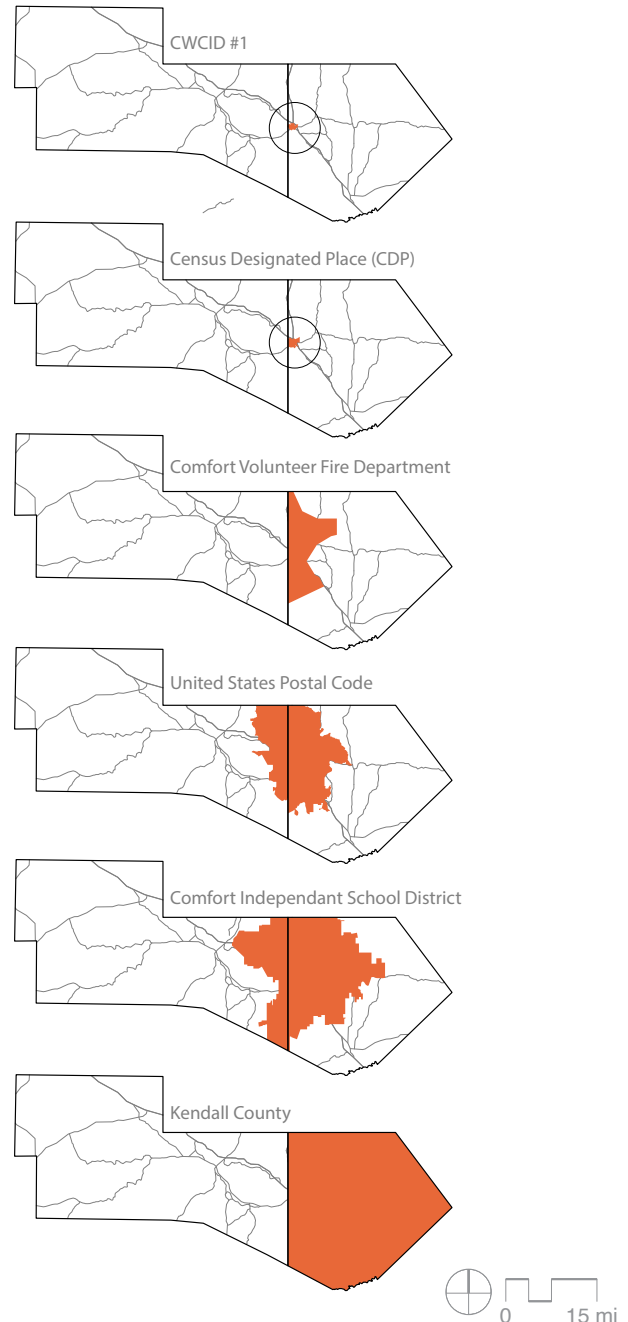 CWCID #1
Census Designated Place (CDP)
Comfort Volunteer Fire Department
United States Postal Code
Comfort Independant School District
Kendall County
0 15 mi